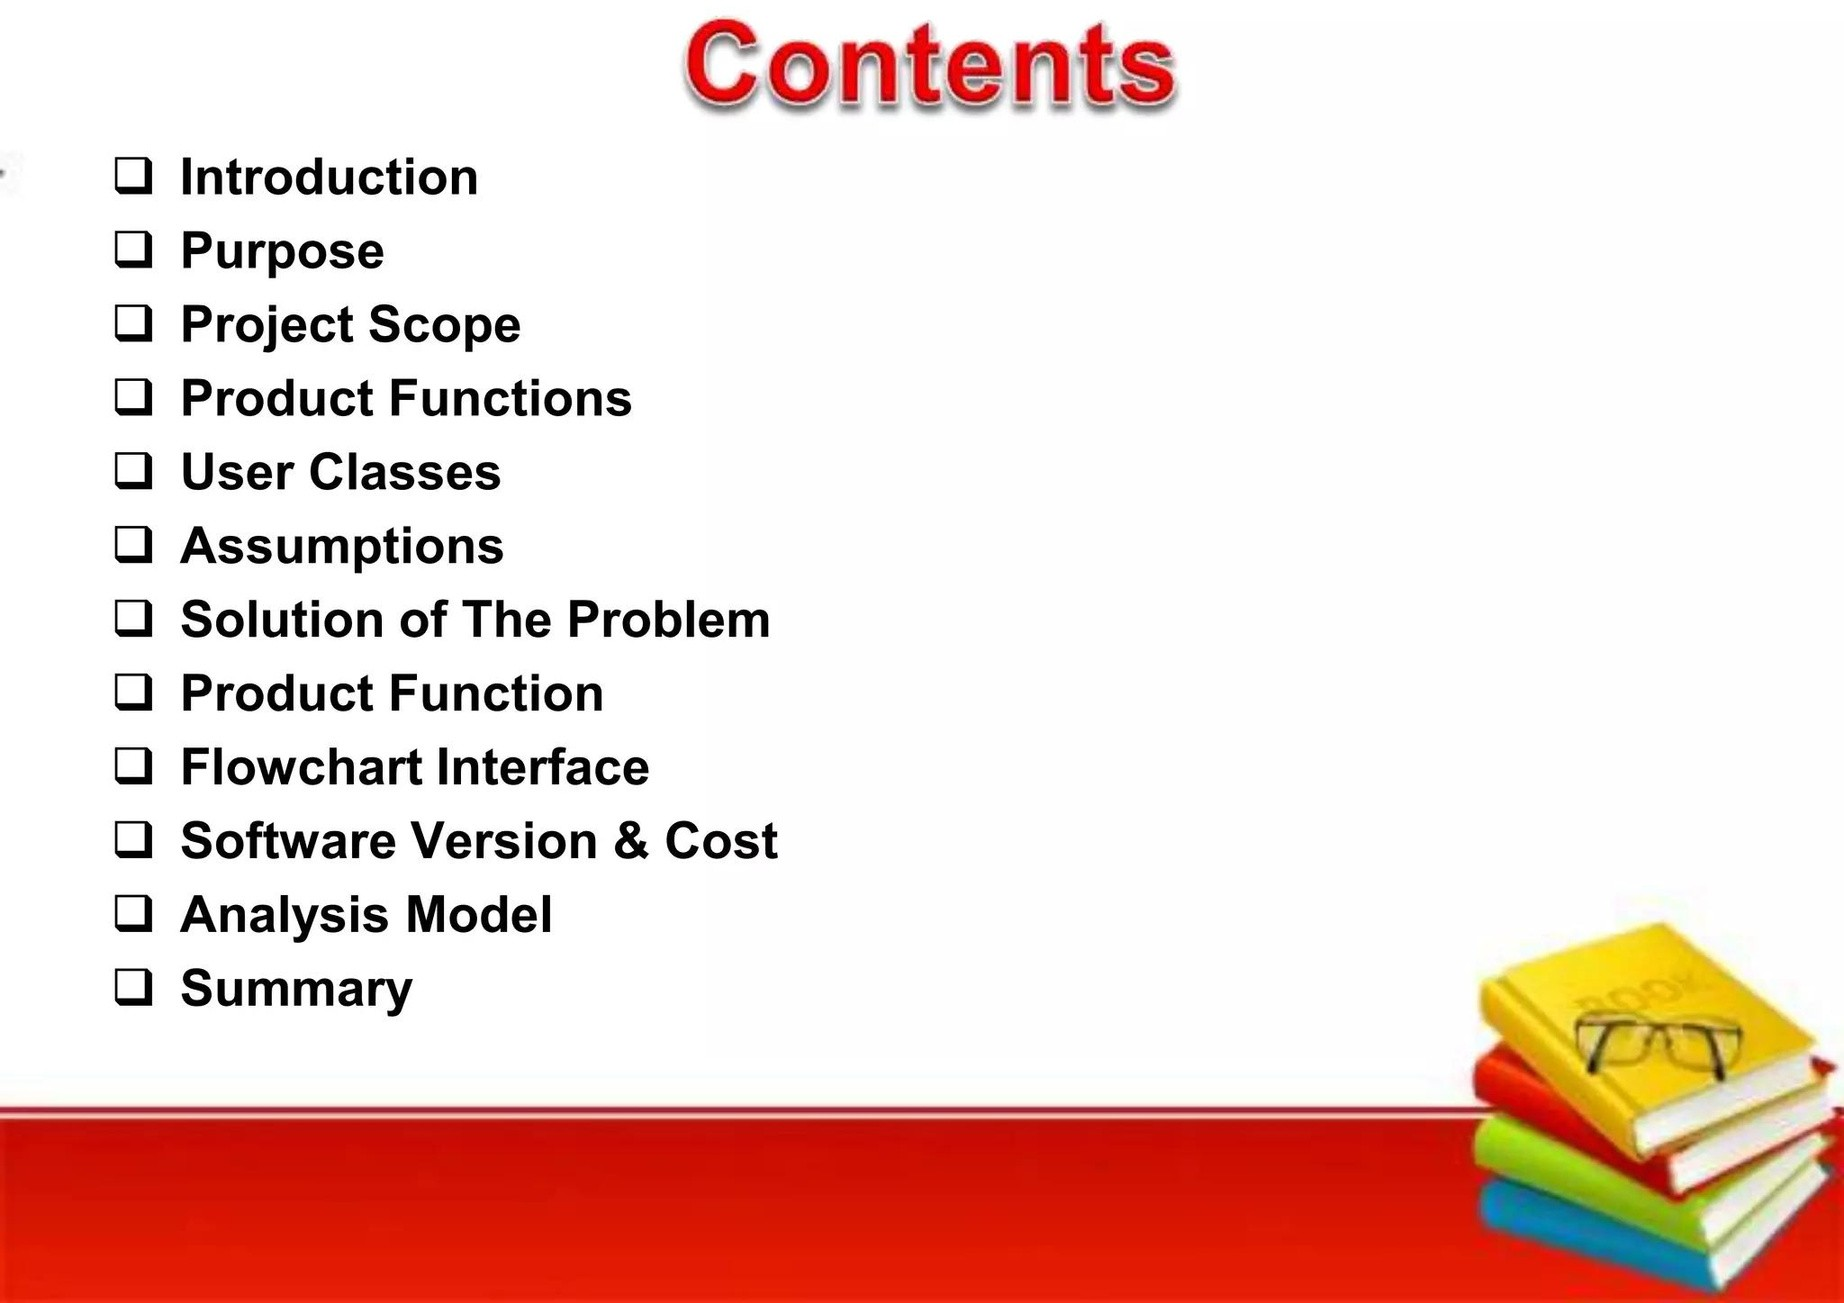 Contents
❑ Introduction
❑ Purpose
❑ Project Scope
❑ Product Functions
❑ User Classes
❑ Assumptions
❑ Solution of The Problem
❑ Product Function
❑ Flowchart Interface
❑ Software Version & Cost
❑ Analysis Model
❑ Summary
BOOK